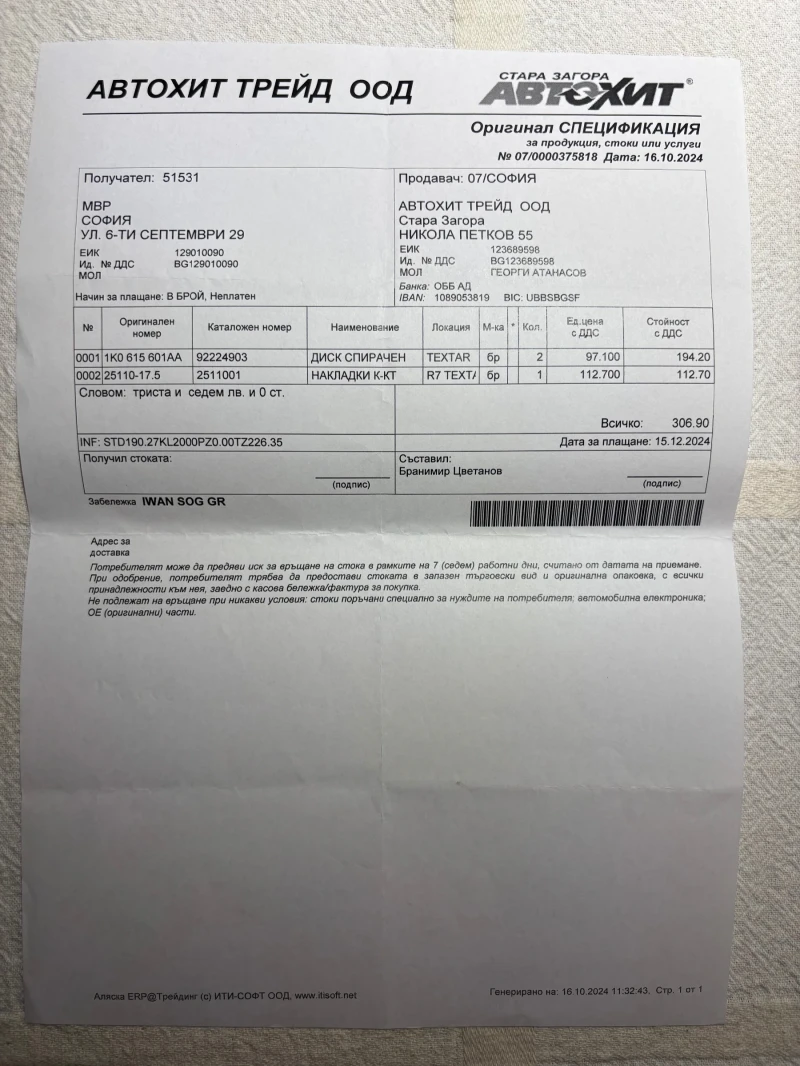 АВТОХИТ ТРЕЙД ООД
СТАРА ЗАГОРА
АВТОХИТ®
Оригинал СПЕЦИФИКАЦИЯ
за продукция, стоки или услуги
№ 07/0000375818 Дата: 16.10.2024
Получател: 51531
МВР
СОФИЯ
УЛ. 6-ТИ СЕПТЕМВРИ 29
ЕИК 129010090
Ид. № ДДС BG129010090
МОЛ
Начин за плащане: В БРОЙ, Неплатен
Продавач: 07/СОФИЯ
АВТОХИТ ТРЕЙД ООД
Стара Загора
НИКОЛА ПЕТКОВ 55
ЕИК 123689598
Ид. № ДДС BG123689598
МОЛ ГЕОРГИ АТАНАСОВ
Банка: ОББ АД
IBAN: 1089053819 BIC: UBBSBGSF
№ Оригинален номер Каталожен номер Наименование Локация М-ка * Кол. Ед.цена с ДДС Стойност с ДДС
0001 1K0 615 601AA 92224903 ДИСК СПИРАЧЕН TEXTAR бр 2 97.100 194.20
0002 25110-17.5 2511001 НАКЛАДКИ К-КТ R7 TEXTA бр 1 112.700 112.70
Словом: триста и седем лв. и 0 ст.
Всичко: 306.90
INF: STD190.27KL2000PZ0.00TZ226.35
Дата за плащане: 15.12.2024
Получил стоката:
(подпис)
Съставил:
Бранимир Цветанов
(подпис)
Забележка IWAN SOG GR
Адрес за
доставка
Потребителят може да предяви иск за връщане на стока в рамките на 7 (седем) работни дни, считано от датата на приемане.
При одобрение, потребителят трябва да предостави стоката в запазен търговски вид и оригинална опаковка, с всички
принадлежности към нея, заедно с касова бележка/фактура за покупка.
Не подлежат на връщане при никакви условия: стоки поръчани специално за нуждите на потребителя; автомобилна електроника;
ОЕ (оригинални) части.
Аляска ERP@Трейдинг (c) ИТИ-СОФТ ООД, www.itisoft.net
Генерирано на: 16.10.2024 11:32:43, Стр. 1 от 1